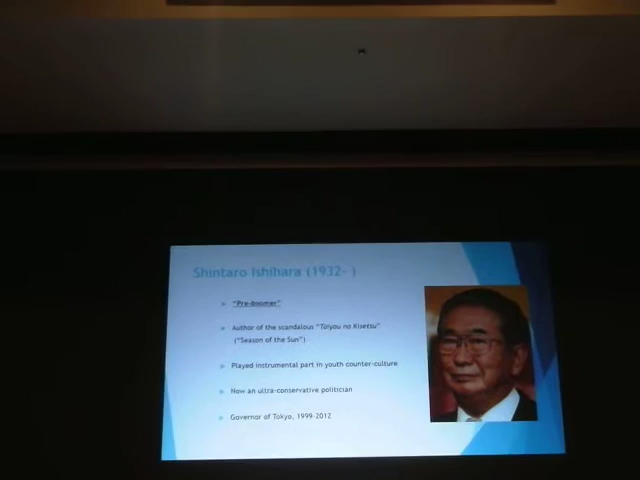 Shintaro Ishihara (1932- )
"Pre-boomer"
Author of the scandalous "Taiyou no Kisetsu"
("Season of the Sun")
Played instrumental part in youth counter-culture
Now an ultra-conservative politician
Governor of Tokyo, 1999-2012